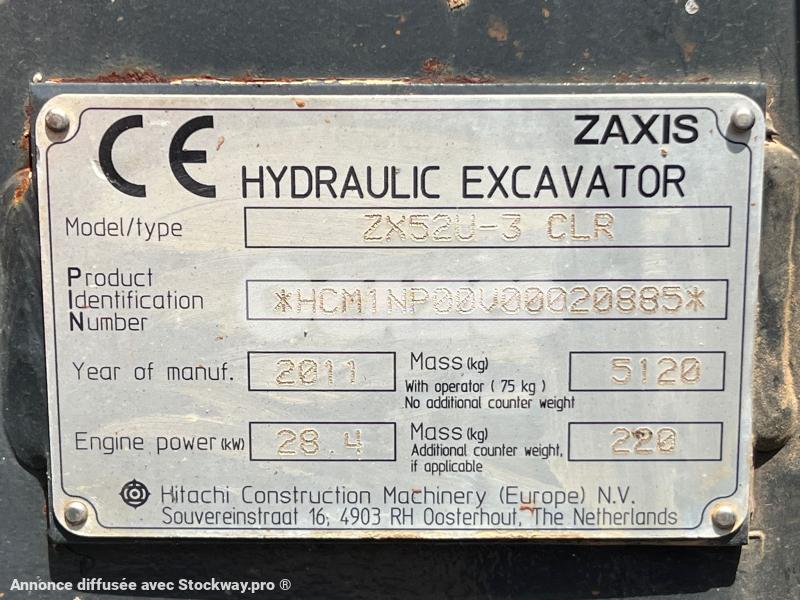 CE ZAXIS
HYDRAULIC EXCAVATOR
Model/type ZX52U-3 CLR
Product
Identification
Number
*HCM1NP00V00020885*
Year of manuf. 2011 Mass (kg) 5120
With operator ( 75 kg )
No additional counter weight
Engine power (kW) 28.4 Mass (kg) 220
Additional counter weight,
if applicable
Hitachi Construction Machinery (Europe) N.V.
Souvereinstraat 16, 4903 RH Oosterhout, The Netherlands
Annonce diffusée avec Stockway.pro ®